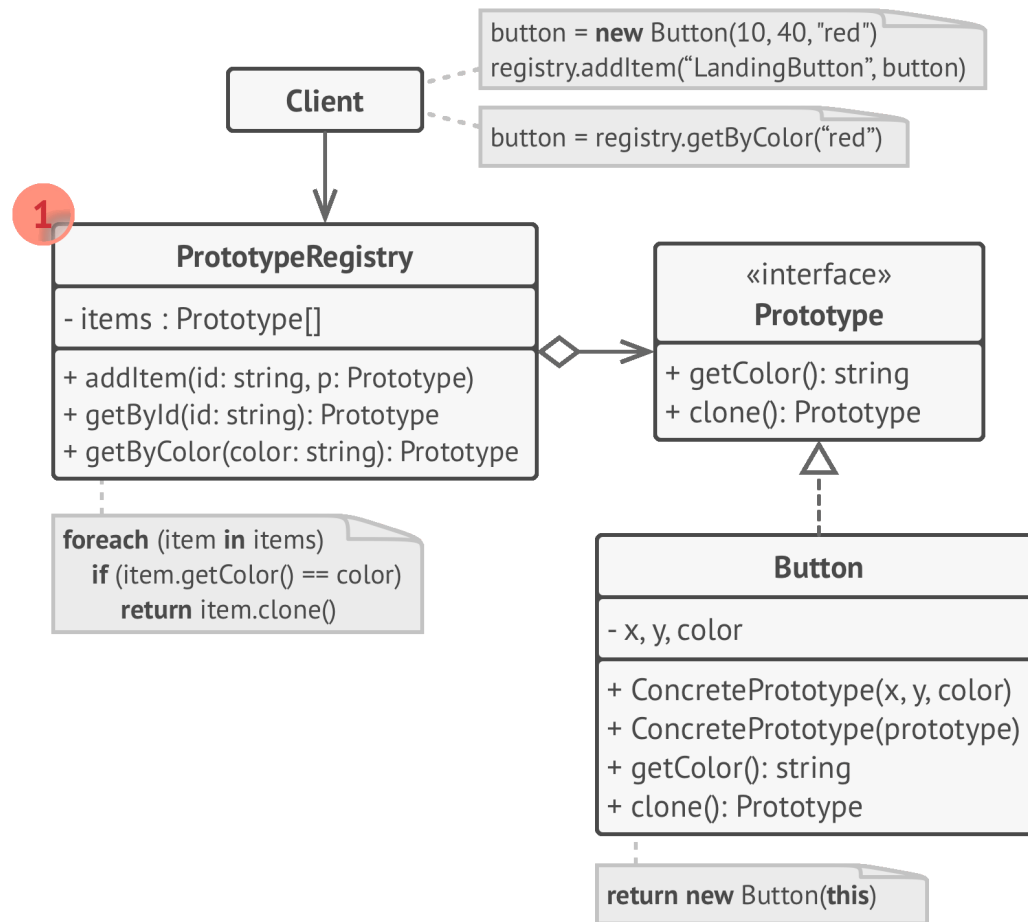 button = new Button(10, 40, "red")
registry.addItem(“LandingButton”, button)
Client
button = registry.getByColor(“red”)
1
PrototypeRegistry
- items : Prototype[]
+ addItem(id: string, p: Prototype)
+ getById(id: string): Prototype
+ getByColor(color: string): Prototype
foreach (item in items)
if (item.getColor() == color)
return item.clone()
«interface»
Prototype
+ getColor(): string
+ clone(): Prototype
Button
- x, y, color
+ ConcretePrototype(x, y, color)
+ ConcretePrototype(prototype)
+ getColor(): string
+ clone(): Prototype
return new Button(this)